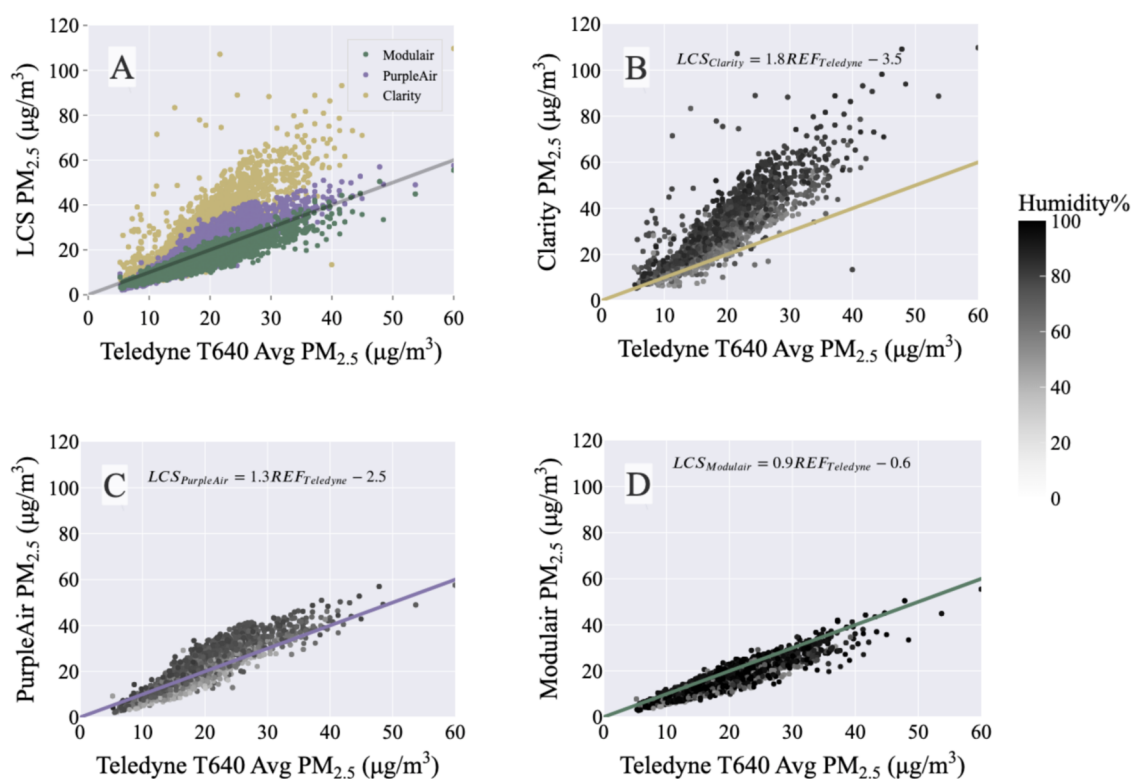 120
100
80
60
40
20
0
A
Modulair
PurpleAir
Clarity
LCS PM2.5 (µg/m³)
0 10 20 30 40 50 60
Teledyne T640 Avg PM2.5 (µg/m³)
120
100
80
60
40
20
0
B
LCS_Clarity = 1.8REF_Teledyne − 3.5
Clarity PM2.5 (µg/m³)
0 10 20 30 40 50 60
Teledyne T640 Avg PM2.5 (µg/m³)
Humidity%
100
80
60
40
20
0
120
100
80
60
40
20
0
C
LCS_PurpleAir = 1.3REF_Teledyne − 2.5
PurpleAir PM2.5 (µg/m³)
0 10 20 30 40 50 60
Teledyne T640 Avg PM2.5 (µg/m³)
120
100
80
60
40
20
0
D
LCS_Modulair = 0.9REF_Teledyne − 0.6
Modulair PM2.5 (µg/m³)
0 10 20 30 40 50 60
Teledyne T640 Avg PM2.5 (µg/m³)